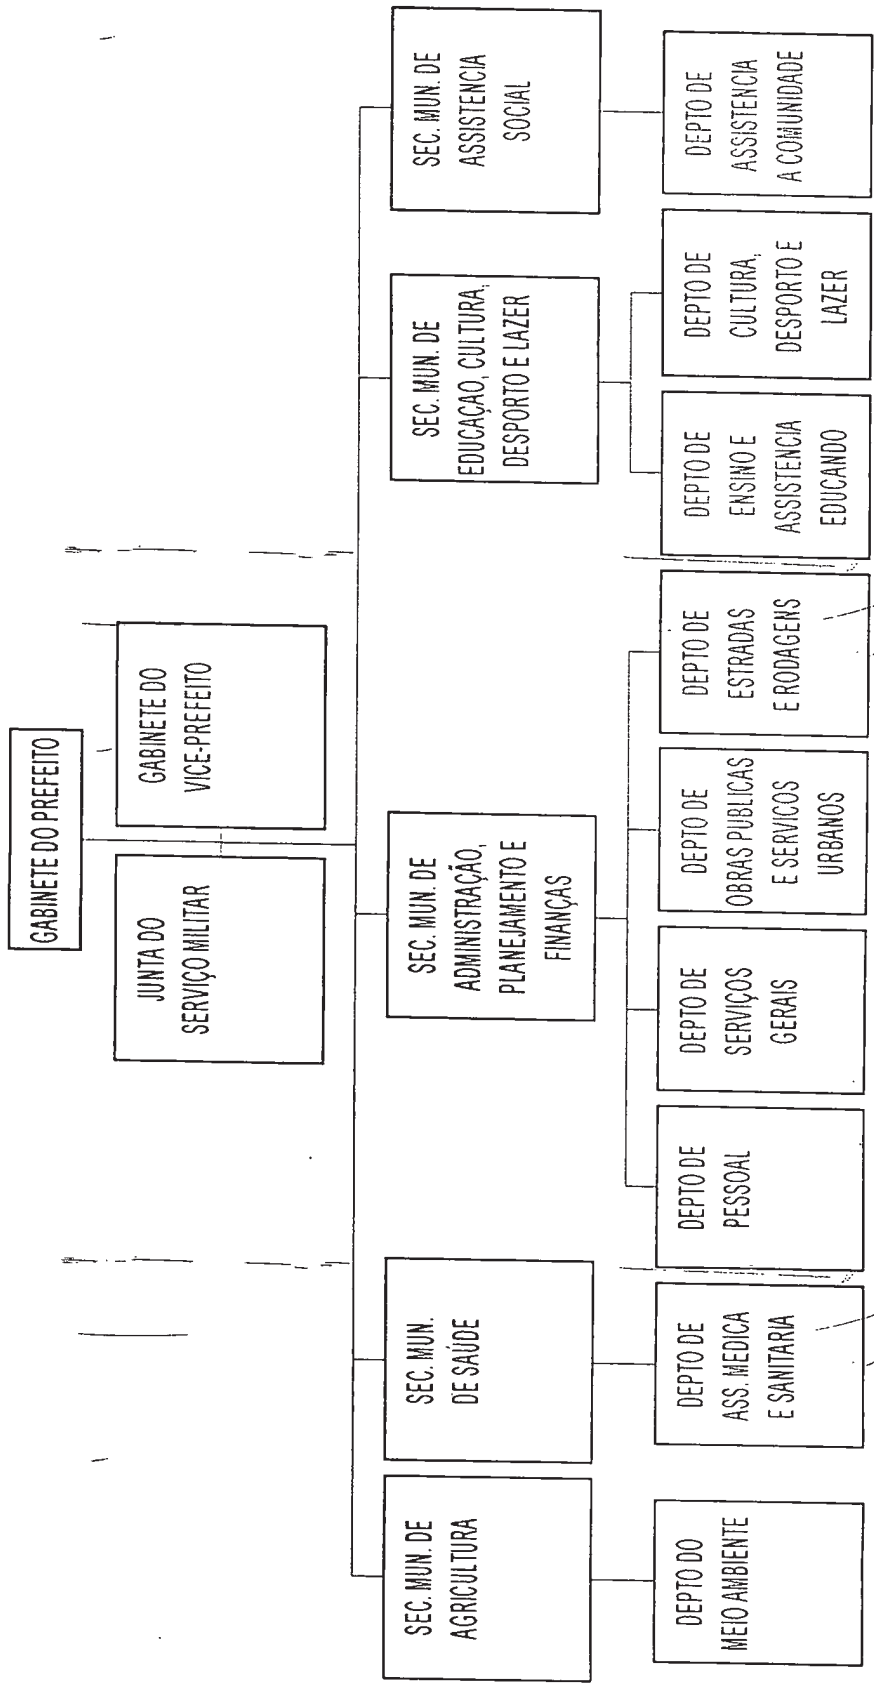 GABINETE DO PREFEITO
JUNTA DO
SERVIÇO MILITAR
GABINETE DO
VICE-PREFEITO
SEC. MUN. DE
AGRICULTURA
SEC. MUN.
DE SAÚDE
SEC. MUN. DE
ADMINISTRAÇÃO,
PLANEJAMENTO E
FINANÇAS
SEC. MUN. DE
EDUCAÇAO, CULTURA,
DESPORTO E LAZER
SEC. MUN. DE
ASSISTENCIA
SOCIAL
DEPTO DO
MEIO AMBIENTE
DEPTO DE
ASS. MEDICA
E SANITARIA
DEPTO DE
PESSOAL
DEPTO DE
SERVIÇOS
GERAIS
DEPTO DE
OBRAS PUBLICAS
E SERVICOS
URBANOS
DEPTO DE
ESTRADAS
E RODAGENS
DEPTO DE
ENSINO E
ASSISTENCIA
EDUCANDO
DEPTO DE
CULTURA,
DESPORTO E
LAZER
DEPTO DE
ASSISTENCIA
A COMUNIDADE